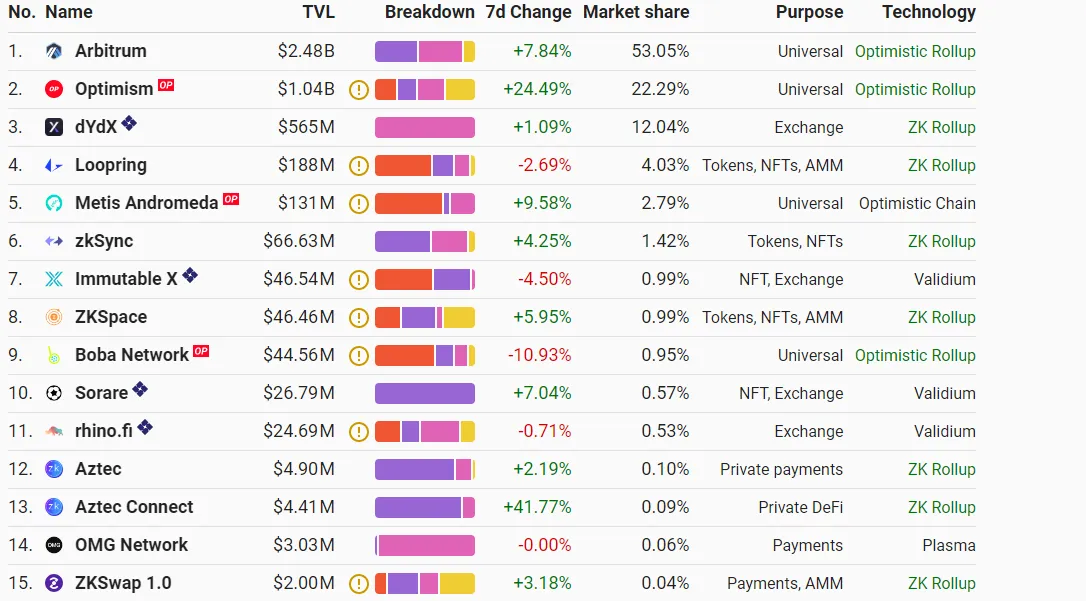 No. Name TVL Breakdown 7d Change Market share Purpose Technology
1. Arbitrum $2.48B +7.84% 53.05% Universal Optimistic Rollup
2. OP Optimism OP $1.04B +24.49% 22.29% Universal Optimistic Rollup
3. dYdX $565M +1.09% 12.04% Exchange ZK Rollup
4. Loopring $188M -2.69% 4.03% Tokens, NFTs, AMM ZK Rollup
5. Metis Andromeda OP $131M +9.58% 2.79% Universal Optimistic Chain
6. zkSync $66.63M +4.25% 1.42% Tokens, NFTs ZK Rollup
7. Immutable X $46.54M -4.50% 0.99% NFT, Exchange Validium
8. ZKSpace $46.46M +5.95% 0.99% Tokens, NFTs, AMM ZK Rollup
9. Boba Network OP $44.56M -10.93% 0.95% Universal Optimistic Rollup
10. Sorare $26.79M +7.04% 0.57% NFT, Exchange Validium
11. rhino.fi $24.69M -0.71% 0.53% Exchange Validium
12. zk Aztec $4.90M +2.19% 0.10% Private payments ZK Rollup
13. zk Aztec Connect $4.41M +41.77% 0.09% Private DeFi ZK Rollup
14. OMG OMG Network $3.03M -0.00% 0.06% Payments Plasma
15. ZKSwap 1.0 $2.00M +3.18% 0.04% Payments, AMM ZK Rollup